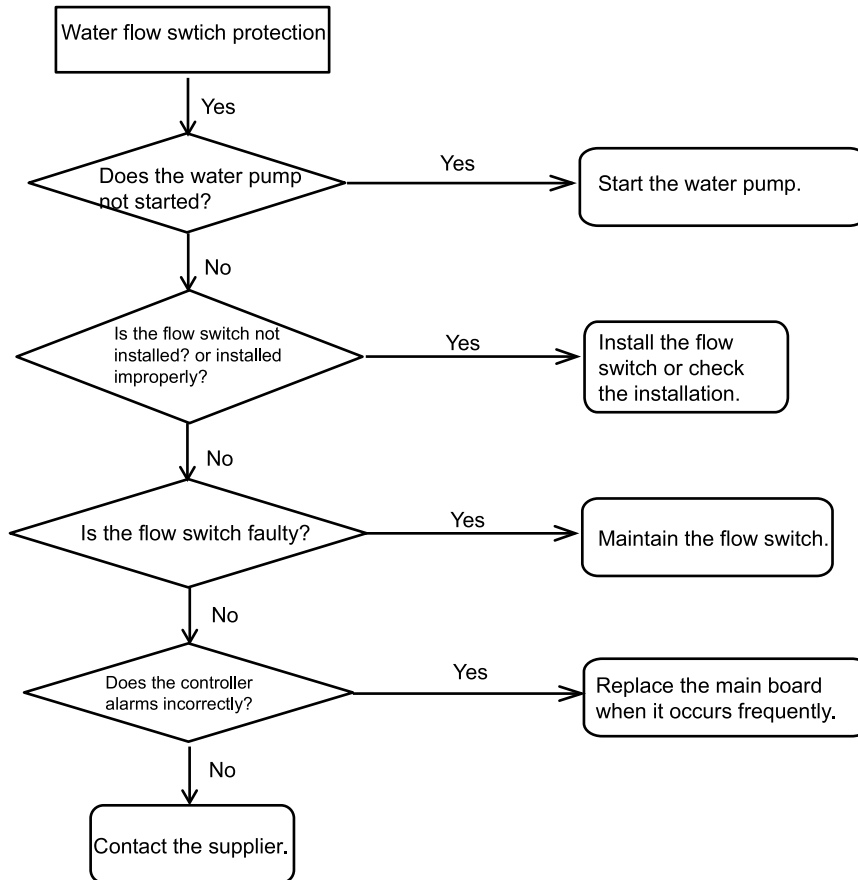 Water flow swtich protection
Yes
Does the water pump
not started?
Yes
Start the water pump.
No
Is the flow switch not
installed? or installed
improperly?
Yes
Install the flow
switch or check
the installation.
No
Is the flow switch faulty?
Yes
Maintain the flow switch.
No
Does the controller
alarms incorrectly?
Yes
Replace the main board
when it occurs frequently.
No
Contact the supplier.